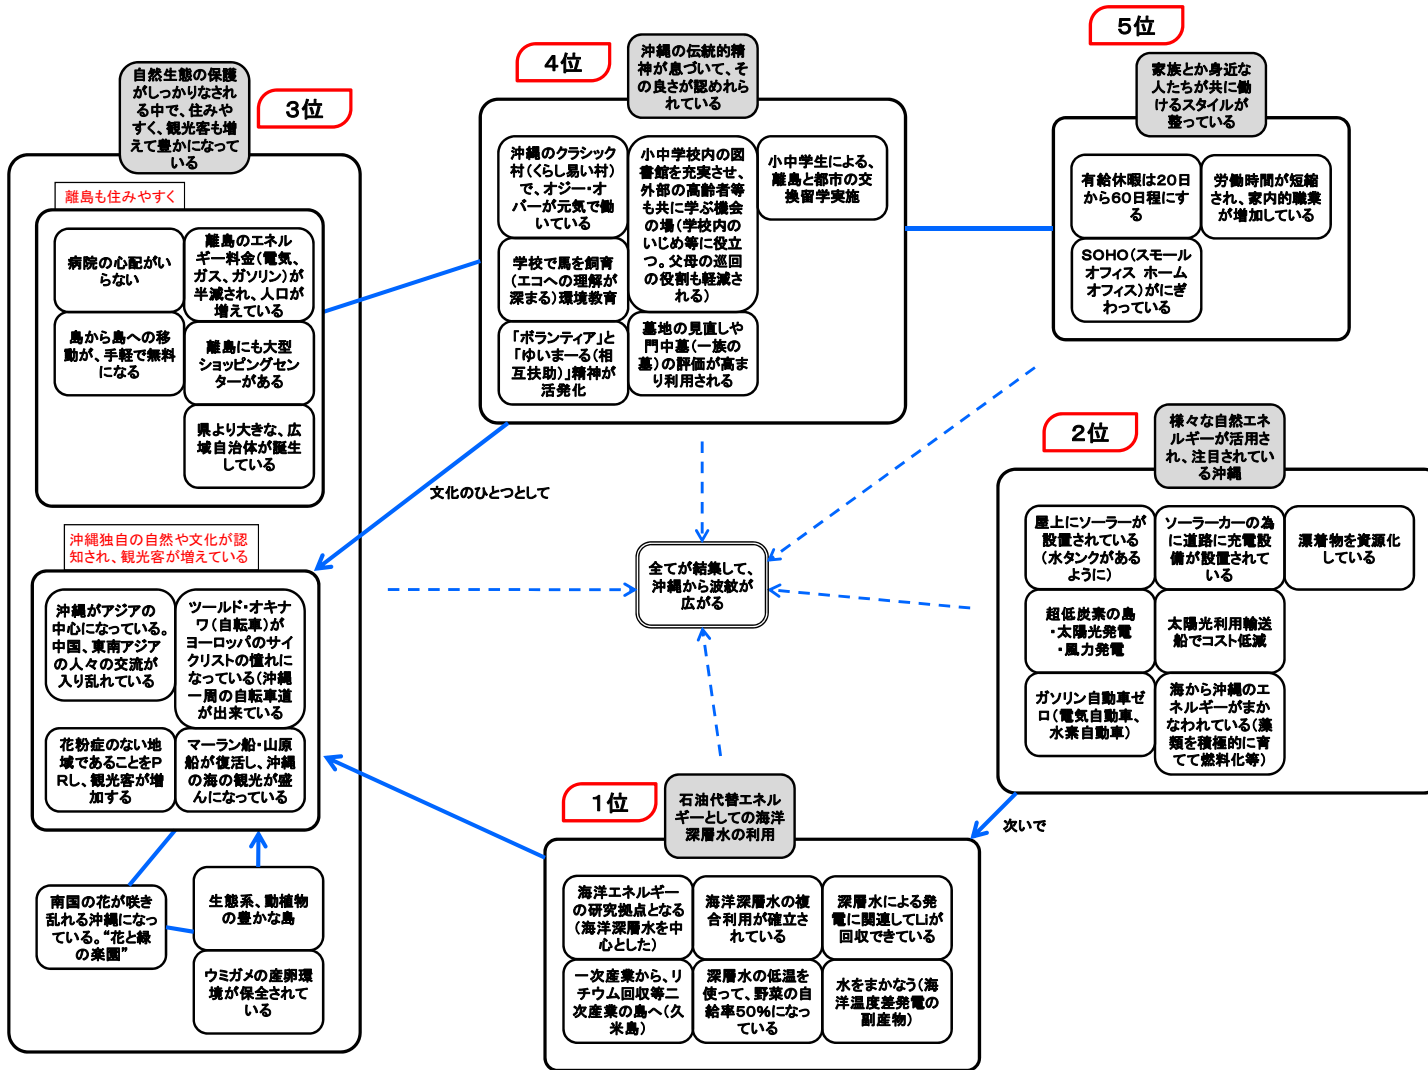 3位
自然生態の保護
がしっかりなされ
る中で、住みや
すく、観光客も増
えて豊かになって
いる
離島も住みやすく
病院の心配がい
らない
離島のエネル
ギー料金(電気、
ガス、ガソリン)が
半減され、人口が
増えている
島から島への移
動が、手軽で無料
になる
離島にも大型
ショッピングセン
ターがある
県より大きな、広
域自治体が誕生
している
沖縄独自の自然や文化が認
知され、観光客が増えている
沖縄がアジアの
中心になっている。
中国、東南アジア
の人々の交流が
入り乱れている
ツールド・オキナ
ワ(自転車)が
ヨーロッパのサイ
クリストの憧れに
なっている(沖縄
一周の自転車道
が出来ている
花粉症のない地
域であることをP
Rし、観光客が増
加する
マーラン船・山原
船が復活し、沖縄
の海の観光が盛
んになっている
南国の花が咲き
乱れる沖縄になっ
ている。“花と緑
の楽園”
生態系、動植物
の豊かな島
ウミガメの産卵環
境が保全されて
いる
4位
沖縄の伝統的精
神が息づいて、そ
の良さが認めれら
れている
沖縄のクラシック
村(くらし易い村)
で、オジー・オ
バーが元気で働
いている
小中学校内の図
書館を充実させ、
外部の高齢者等
も共に学ぶ機会
の場(学校内の
いじめ等に役立
つ。父母の巡回
の役割も軽減さ
れる)
小中学生による、
離島と都市の交
換留学実施
学校で馬を飼育
(エコへの理解が
深まる)環境教育
「ボランティア」と
「ゆいまーる(相
互扶助)」精神が
活発化
墓地の見直しや
門中墓(一族の
墓)の評価が高ま
り利用される
文化のひとつとして
5位
家族とか身近な
人たちが共に働
けるスタイルが
整っている
有給休暇は20日
から60日程にす
る
労働時間が短縮
され、家内的職業
が増加している
SOHO(スモール
オフィス ホーム
オフィス)がにぎ
わっている
全てが結集して、
沖縄から波紋が
広がる
2位
様々な自然エネ
ルギーが活用さ
れ、注目されてい
る沖縄
屋上にソーラーが
設置されている
(水タンクがある
ように)
ソーラーカーの為
に道路に充電設
備が設置されて
いる
漂着物を資源化
している
超低炭素の島
・太陽光発電
・風力発電
太陽光利用輸送
船でコスト低減
ガソリン自動車ゼ
ロ(電気自動車、
水素自動車)
海から沖縄のエ
ネルギーがまか
なわれている(藻
類を積極的に育
てて燃料化等)
次いで
1位
石油代替エネル
ギーとしての海洋
深層水の利用
海洋エネルギー
の研究拠点となる
(海洋深層水を中
心とした)
海洋深層水の複
合利用が確立さ
れている
深層水による発
電に関連してLiが
回収できている
一次産業から、リ
チウム回収等二
次産業の島へ(久
米島)
深層水の低温を
使って、野菜の自
給率50%になっ
ている
水をまかなう(海
洋温度差発電の
副産物)